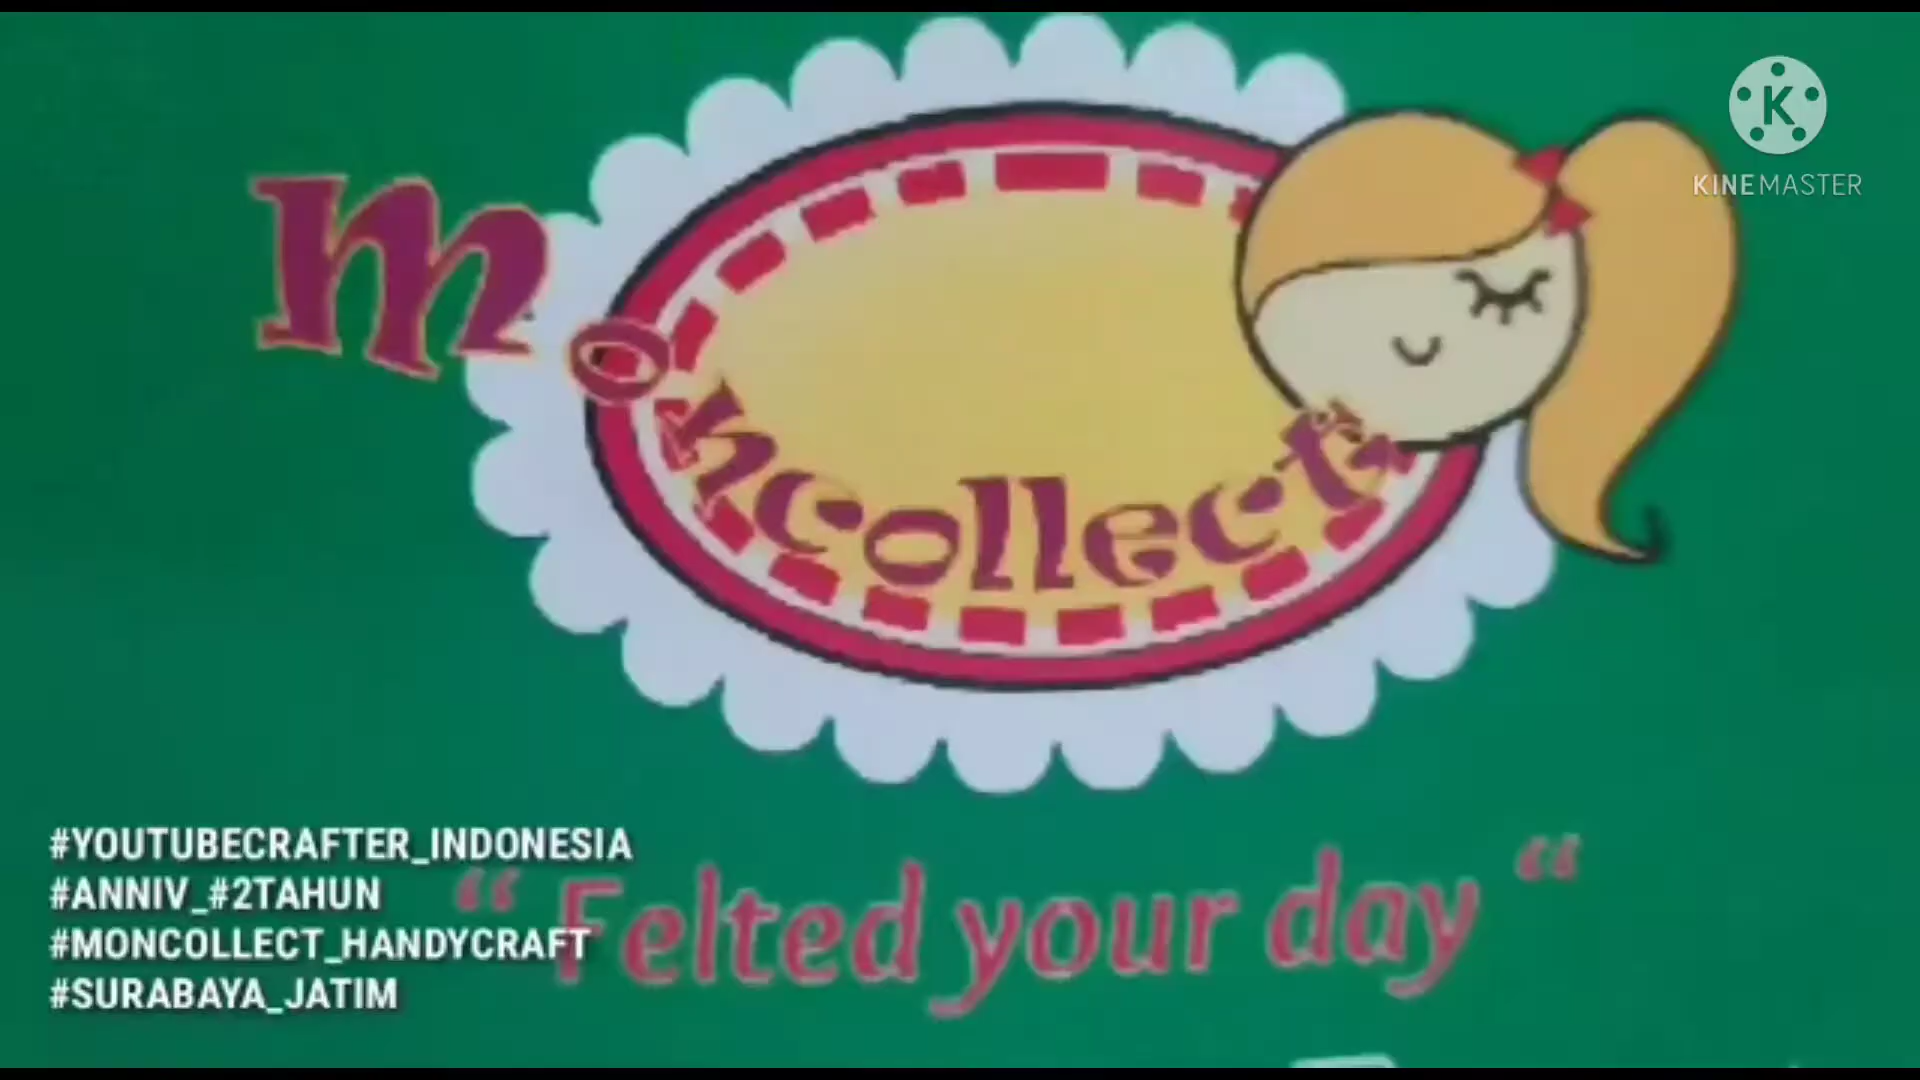 K
KINEMASTER
Moncollect
#YOUTUBECRAFTER_INDONESIA
#ANNIV_#2TAHUN
#MONCOLLECT_HANDYCRAFT
#SURABAYA_JATIM
“ Felted your day “